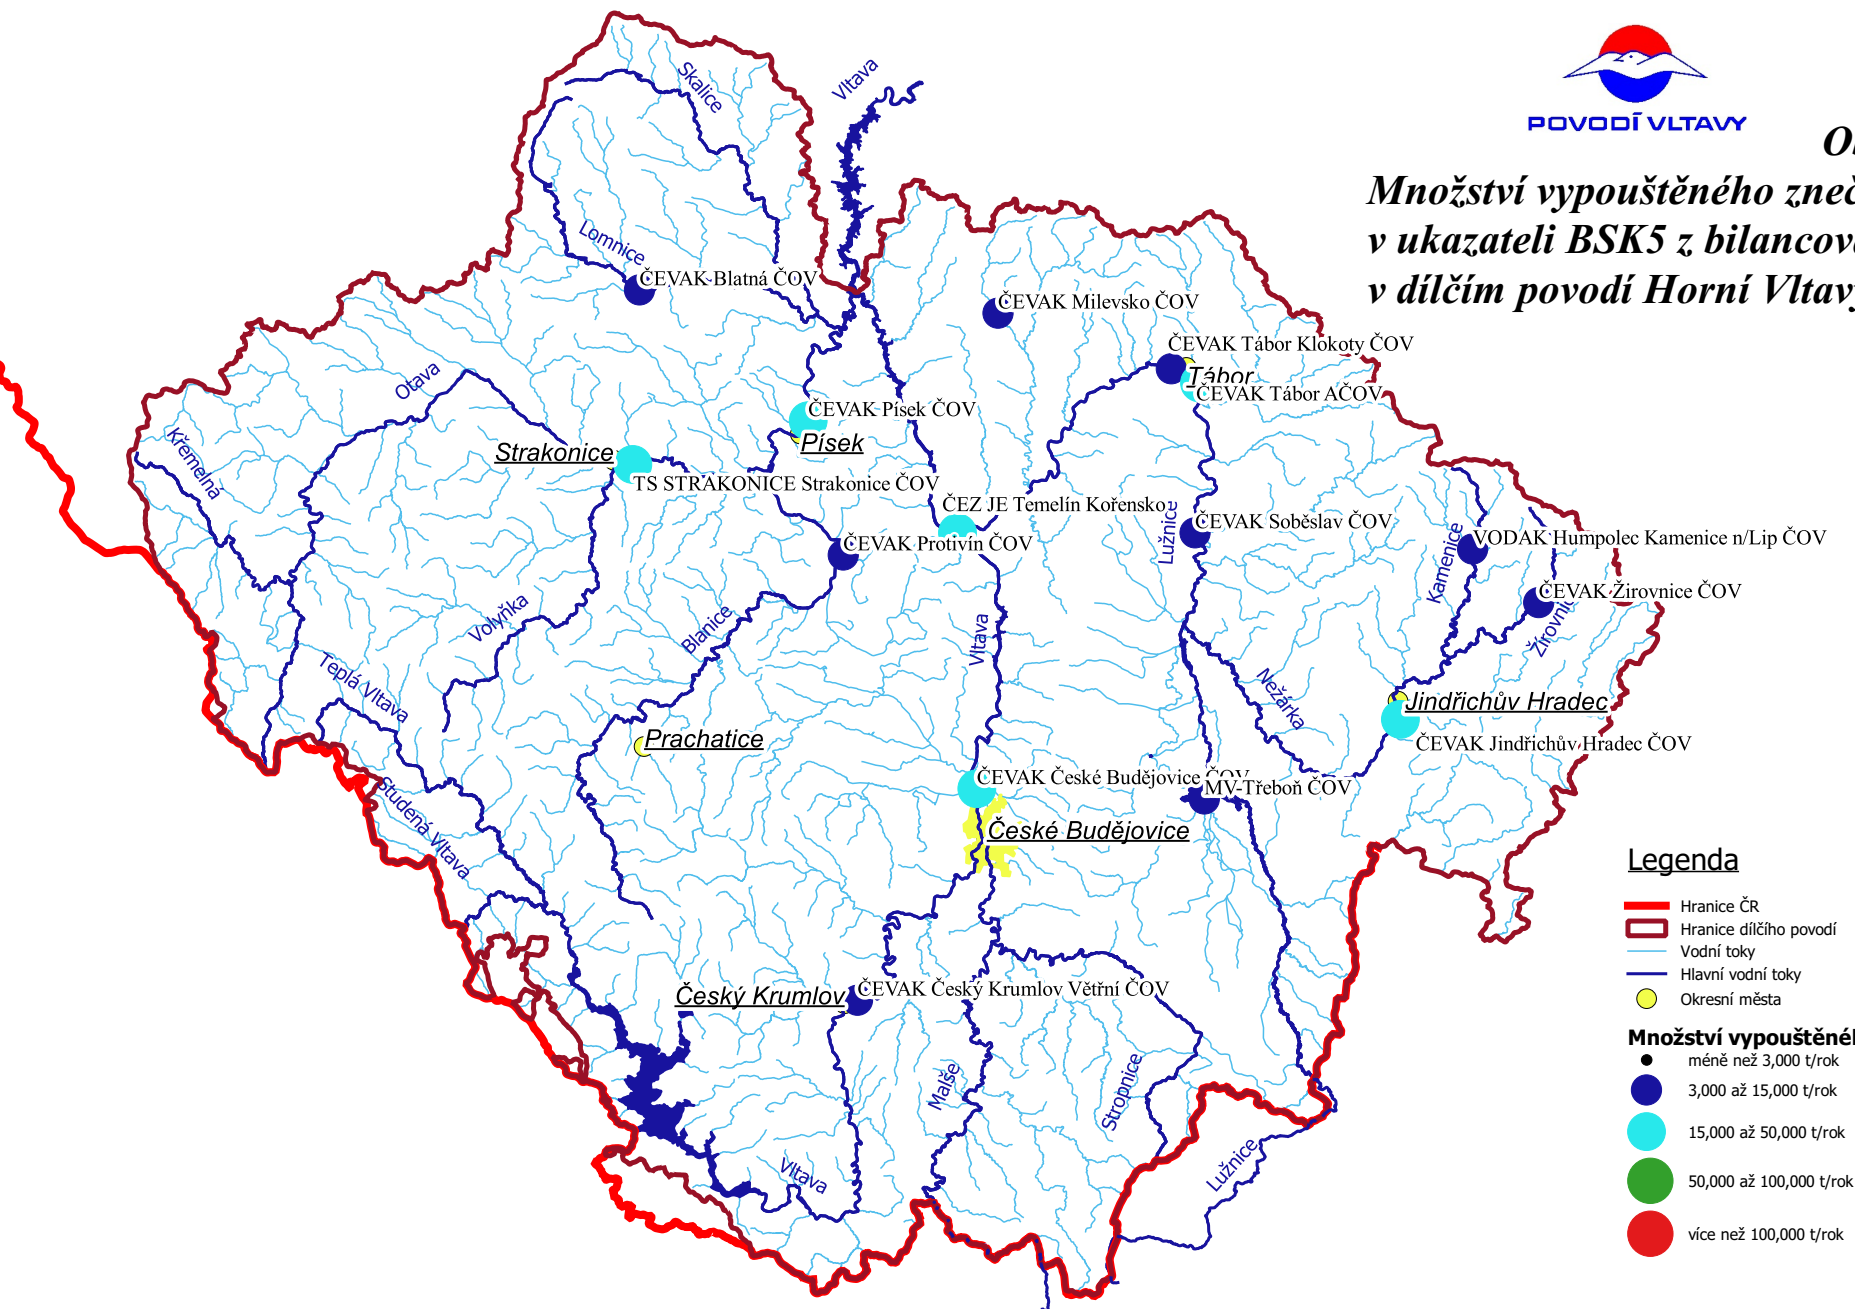 POVODÍ VLTAVY
Množství vypouštěného
v ukazateli BSK5 z
v dílčím povodí Horní Vltavy
Skalice
Vltava
Lomnice
ČEVAK Blatná ČOV
ČEVAK Milevsko ČOV
ČEVAK Tábor Klokoty ČOV
Tábor
ČEVAK Tábor AČOV
Otava
ČEVAK Písek ČOV
Písek
Křemelná
Strakonice
TS STRAKONICE Strakonice ČOV
ČEZ JE Temelín Kořensko
Lužnice
ČEVAK Soběslav ČOV
ČEVAK Protivín ČOV
Kamenice
VODAK Humpolec Kamenice n/Lip ČOV
ČEVAK Žirovnice ČOV
Volyňka
Blanice
Vltava
Teplá Vltava
Nežárka
Jindřichův Hradec
ČEVAK Jindřichův Hradec ČOV
Prachatice
Studená Vltava
ČEVAK České Budějovice ČOV
MV-Třeboň ČOV
České Budějovice
Český Krumlov
ČEVAK Český Krumlov Větřní ČOV
Malše
Stropnice
Vltava
Lužnice
Legenda
Hranice ČR
Hranice dílčího povodí
Vodní toky
Hlavní vodní toky
Okresní města
Množství
méně než 3,000 t/rok
3,000 až 15,000 t/rok
15,000 až 50,000 t/rok
50,000 až 100,000 t/rok
více než 100,000 t/rok